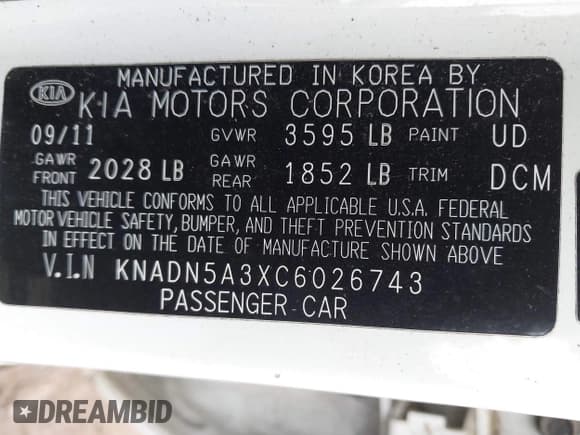 MANUFACTURED IN KOREA BY
KIA KIA MOTORS CORPORATION
09/11 GVWR 3595 LB PAINT UD
GAWR FRONT 2028 LB GAWR REAR 1852 LB TRIM DCM
THIS VEHICLE CONFORMS TO ALL APPLICABLE U.S.A. FEDERAL
MOTOR VEHICLE SAFETY, BUMPER, AND THEFT PREVENTION STANDARDS
IN EFFECT ON THE DATE OF MANUFACTURE SHOWN ABOVE
V.I.N KNADN5A3XC6026743
PASSENGER CAR
DREAMBID